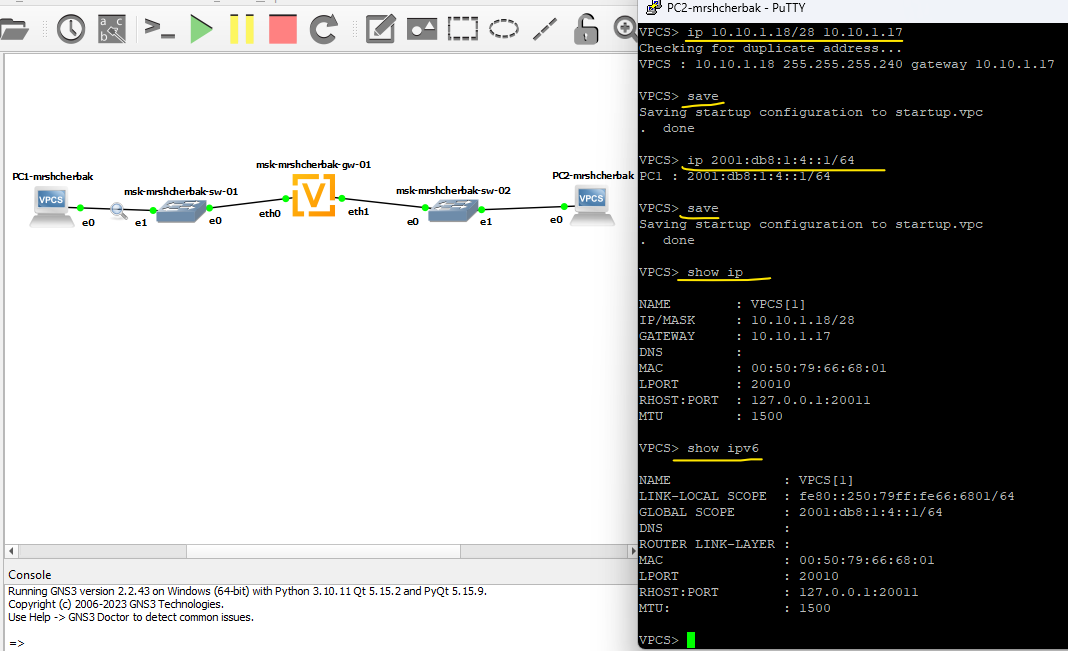 PC2-mrshcherbak - PuTTY
VPCS> ip 10.10.1.18/28 10.10.1.17
Checking for duplicate address...
VPCS : 10.10.1.18 255.255.255.240 gateway 10.10.1.17
VPCS> save
Saving startup configuration to startup.vpc
.  done
VPCS> ip 2001:db8:1:4::1/64
PC1 : 2001:db8:1:4::1/64
VPCS> save
Saving startup configuration to startup.vpc
.  done
VPCS> show ip
NAME        : VPCS[1]
IP/MASK     : 10.10.1.18/28
GATEWAY     : 10.10.1.17
DNS         :
MAC         : 00:50:79:66:68:01
LPORT       : 20010
RHOST:PORT  : 127.0.0.1:20011
MTU         : 1500
VPCS> show ipv6
NAME              : VPCS[1]
LINK-LOCAL SCOPE  : fe80::250:79ff:fe66:6801/64
GLOBAL SCOPE      : 2001:db8:1:4::1/64
DNS               :
ROUTER LINK-LAYER :
MAC               : 00:50:79:66:68:01
LPORT             : 20010
RHOST:PORT        : 127.0.0.1:20011
MTU:              : 1500
VPCS>
msk-mrshcherbak-gw-01
PC1-mrshcherbak
PC2-mrshcherbak
msk-mrshcherbak-sw-01
msk-mrshcherbak-sw-02
VPCS
V
VPCS
e0
e1
e0
eth0
eth1
e0
e1
e0
Console
Running GNS3 version 2.2.43 on Windows (64-bit) with Python 3.10.11 Qt 5.15.2 and PyQt 5.15.9.
Copyright (c) 2006-2023 GNS3 Technologies.
Use Help -> GNS3 Doctor to detect common issues.
=>